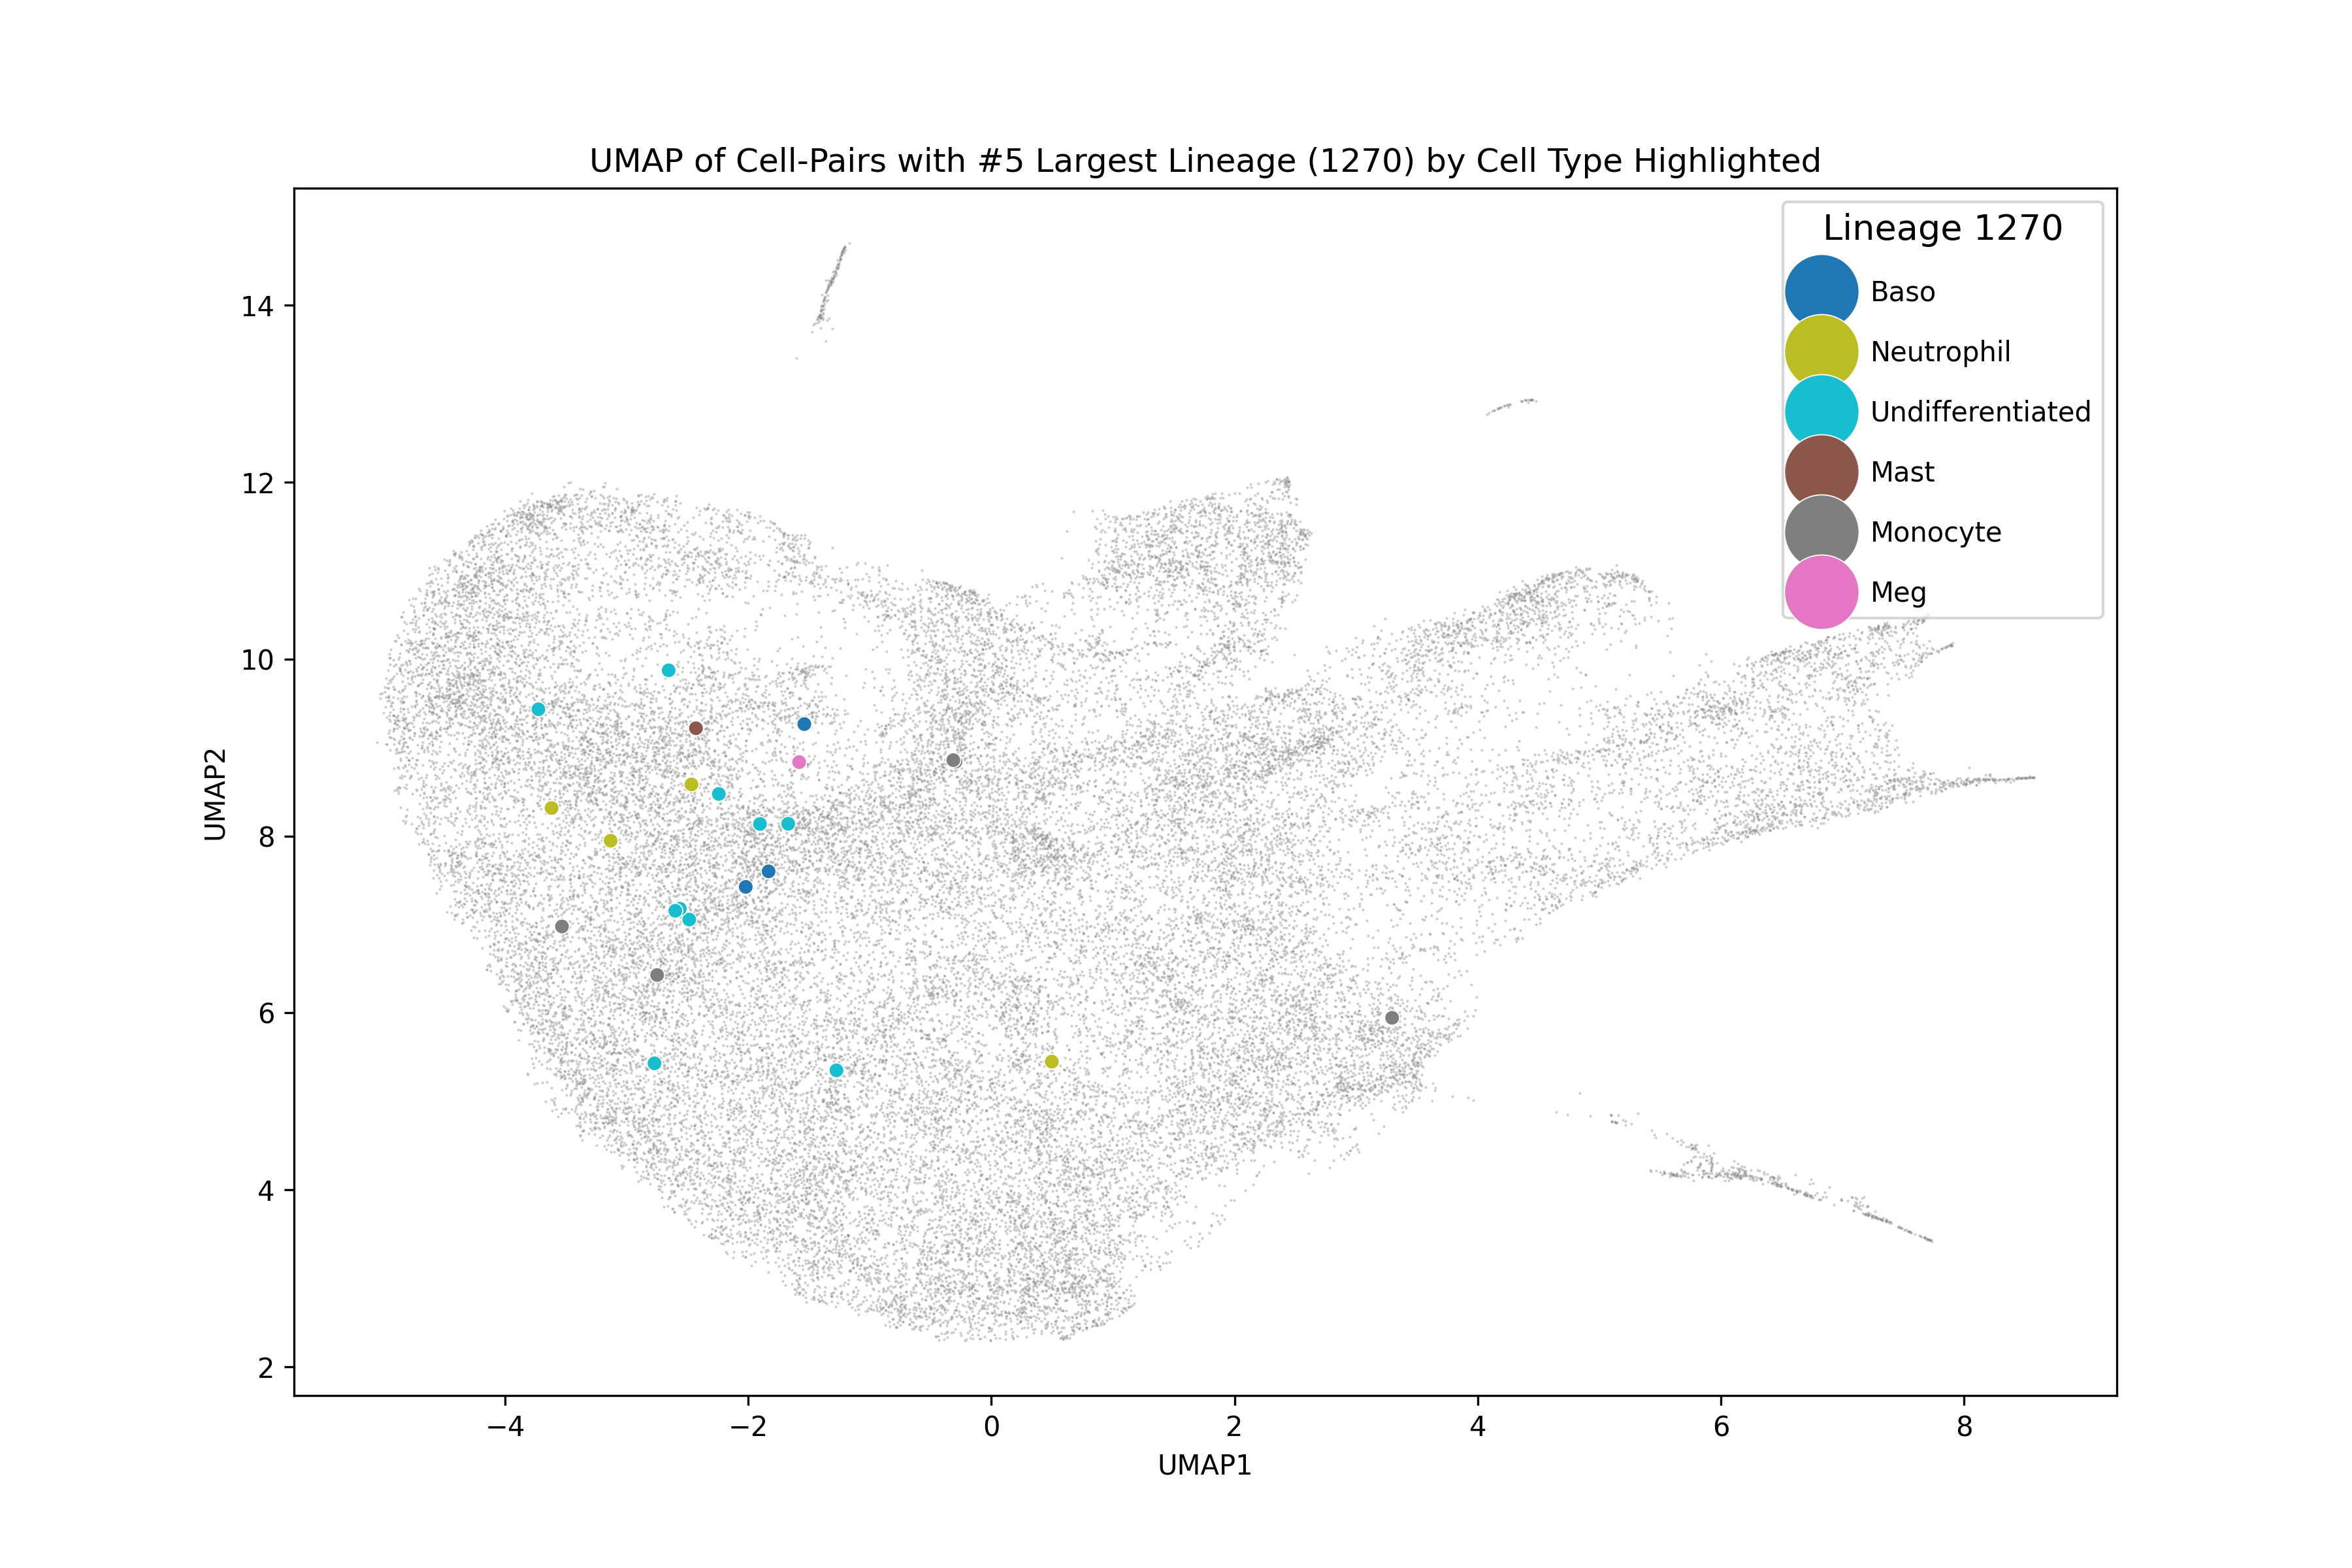 UMAP of Cell-Pairs with #5 Largest Lineage (1270) by Cell Type Highlighted
Lineage 1270
Baso
Neutrophil
Undifferentiated
Mast
Monocyte
Meg
14
12
10
8
6
4
2
UMAP2
−4
−2
0
2
4
6
8
UMAP1